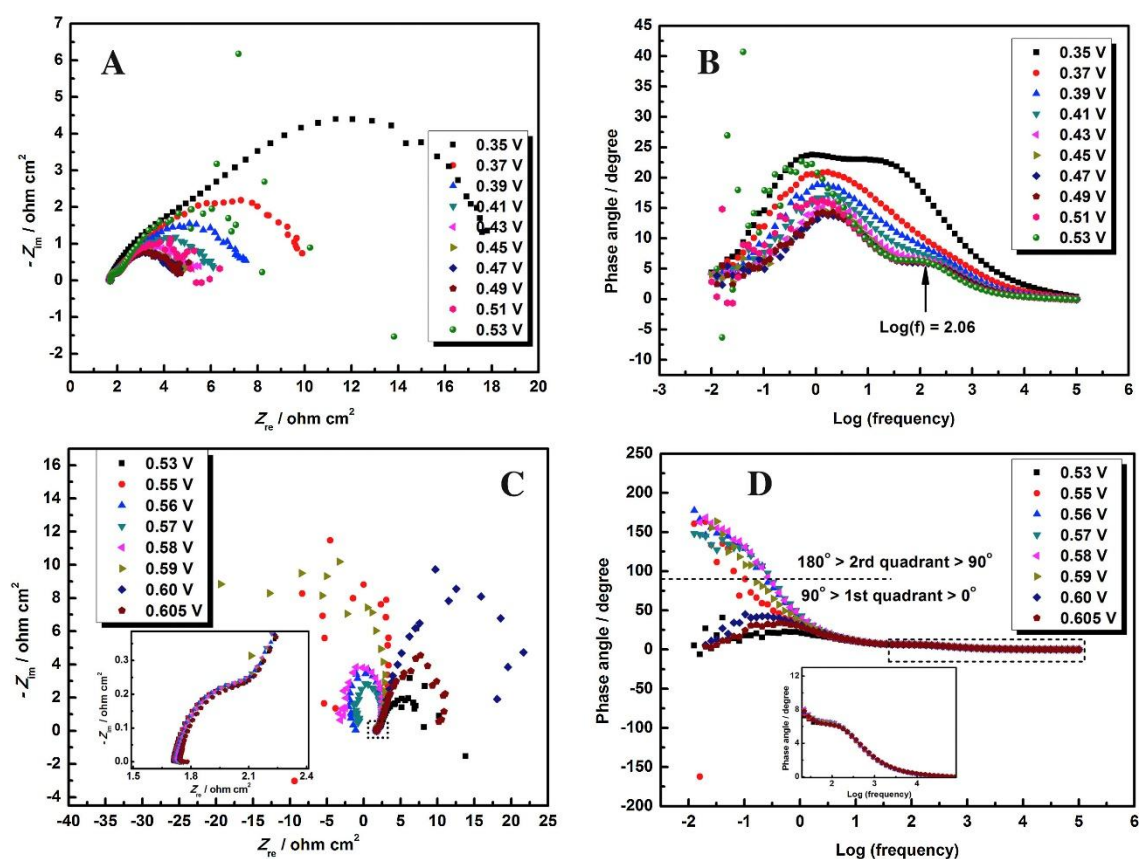 A
7
6
5
4
3
2
1
0
-1
-2
- Zim / ohm cm2
0.35 V
0.37 V
0.39 V
0.41 V
0.43 V
0.45 V
0.47 V
0.49 V
0.51 V
0.53 V
0 2 4 6 8 10 12 14 16 18 20
Zre / ohm cm2
B
45
40
35
30
25
20
15
10
5
0
-5
-10
Phase angle / degree
0.35 V
0.37 V
0.39 V
0.41 V
0.43 V
0.45 V
0.47 V
0.49 V
0.51 V
0.53 V
Log(f) = 2.06
-3 -2 -1 0 1 2 3 4 5 6
Log (frequency)
C
16
14
12
10
8
6
4
2
0
-2
-4
- Zim / ohm cm2
0.53 V
0.55 V
0.56 V
0.57 V
0.58 V
0.59 V
0.60 V
0.605 V
0.3
0.2
0.1
0.0
- Zim / ohm cm2
1.5 1.8 2.1 2.4
Zre / ohm cm2
-40 -35 -30 -25 -20 -15 -10 -5 0 5 10 15 20 25
Zre / ohm cm2
D
250
200
150
100
50
0
-50
-100
-150
-200
Phase angle / degree
0.53 V
0.55 V
0.56 V
0.57 V
0.58 V
0.59 V
0.60 V
0.605 V
180° > 2rd quadrant > 90°
90° > 1st quadrant > 0°
12
8
4
0
Phase angle / degree
2 3 4
Log (frequency)
-2 -1 0 1 2 3 4 5 6
Log (frequency)